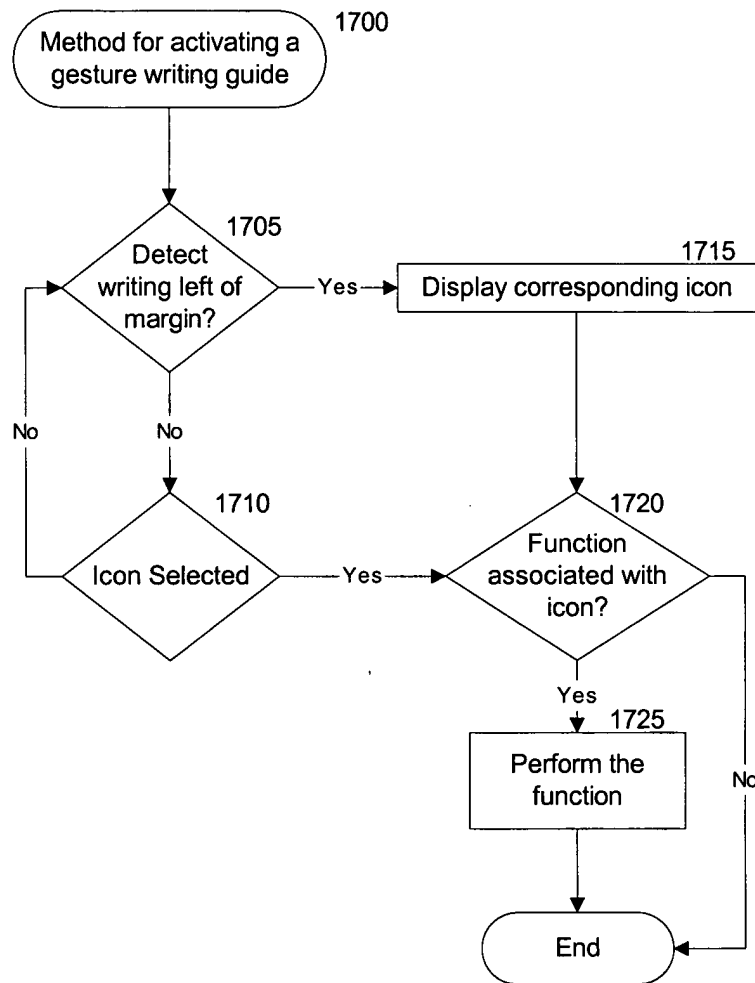 1700
Method for activating a
gesture writing guide
1705
Detect
writing left of
margin?
Yes
1715
Display corresponding icon
No
No
1710
Icon Selected
Yes
1720
Function
associated with
icon?
Yes
1725
Perform the
function
No
End